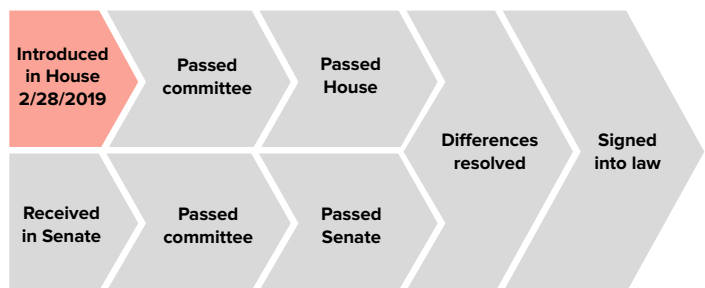 Introduced
in House
2/28/2019
Passed
committee
Passed
House
Differences
resolved
Signed
into law
Received
in Senate
Passed
committee
Passed
Senate